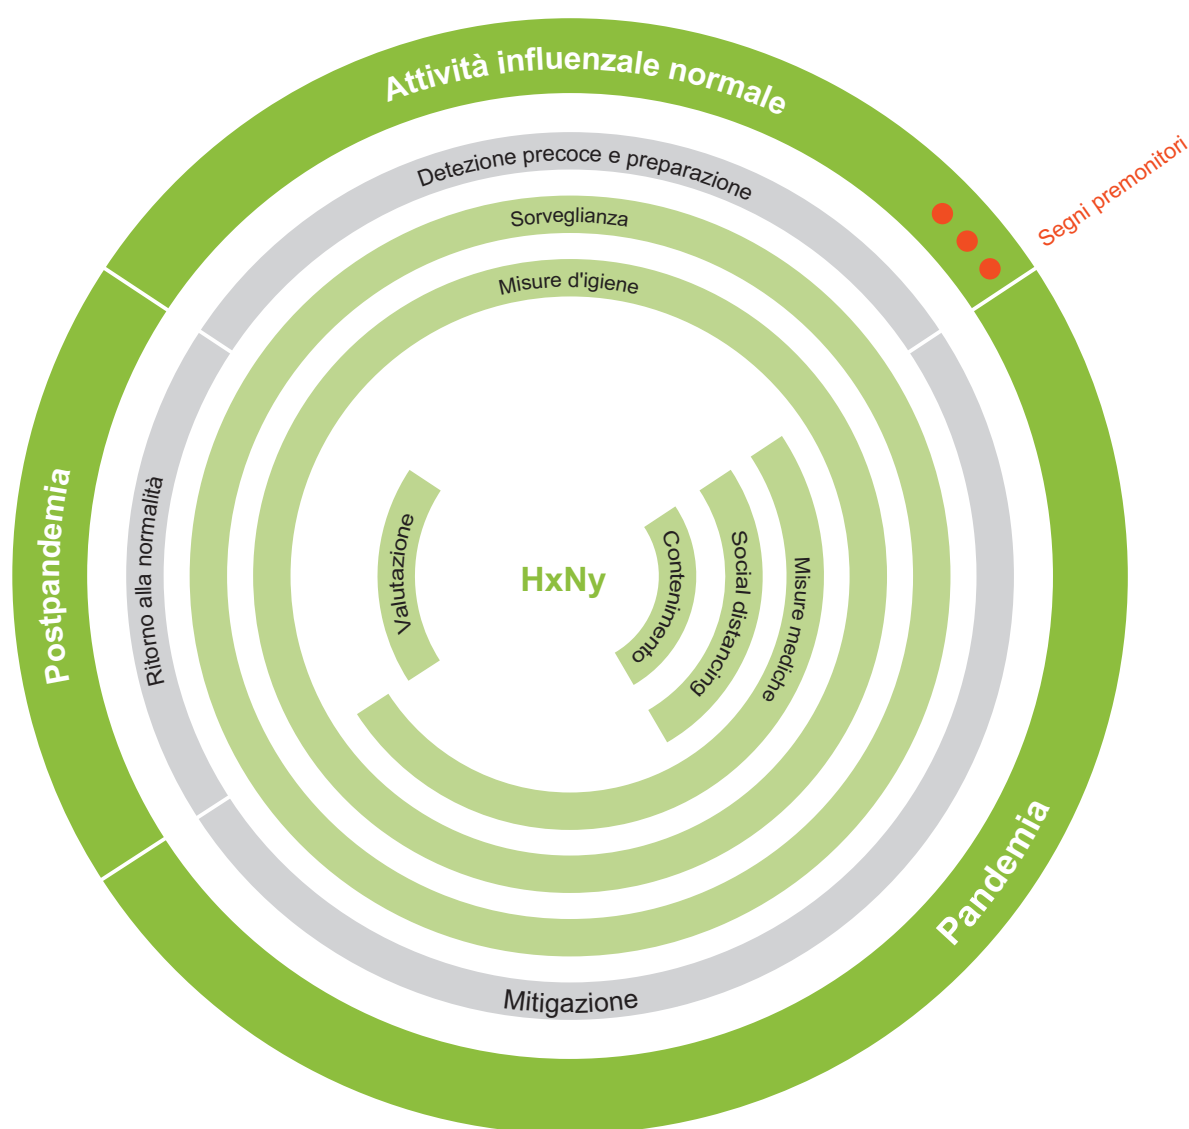 Attività influenzale normale
Segni premonitori
Detezione precoce e preparazione
Sorveglianza
Misure d'igiene
Postpandemia
Ritorno alla normalità
Valutazione
HxNy
Contenimento
Social distancing
Misure mediche
Pandemia
Mitigazione